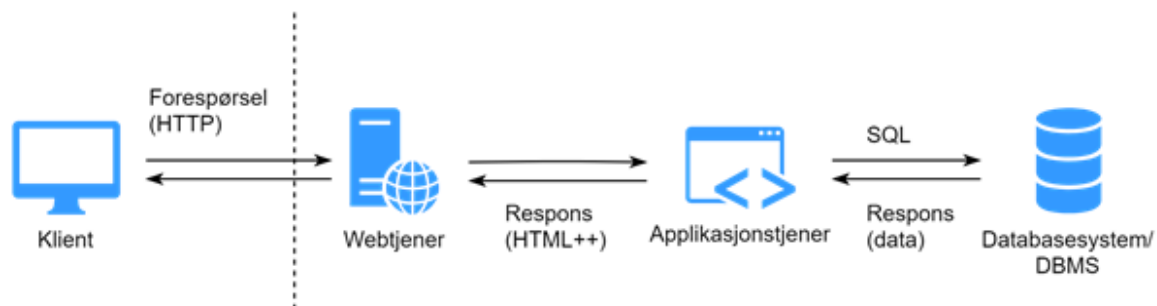 Forespørsel
(HTTP)
Klient
Webtjener
Respons
(HTML++)
Applikasjonstjener
SQL
Respons
(data)
Databasesystem/
DBMS